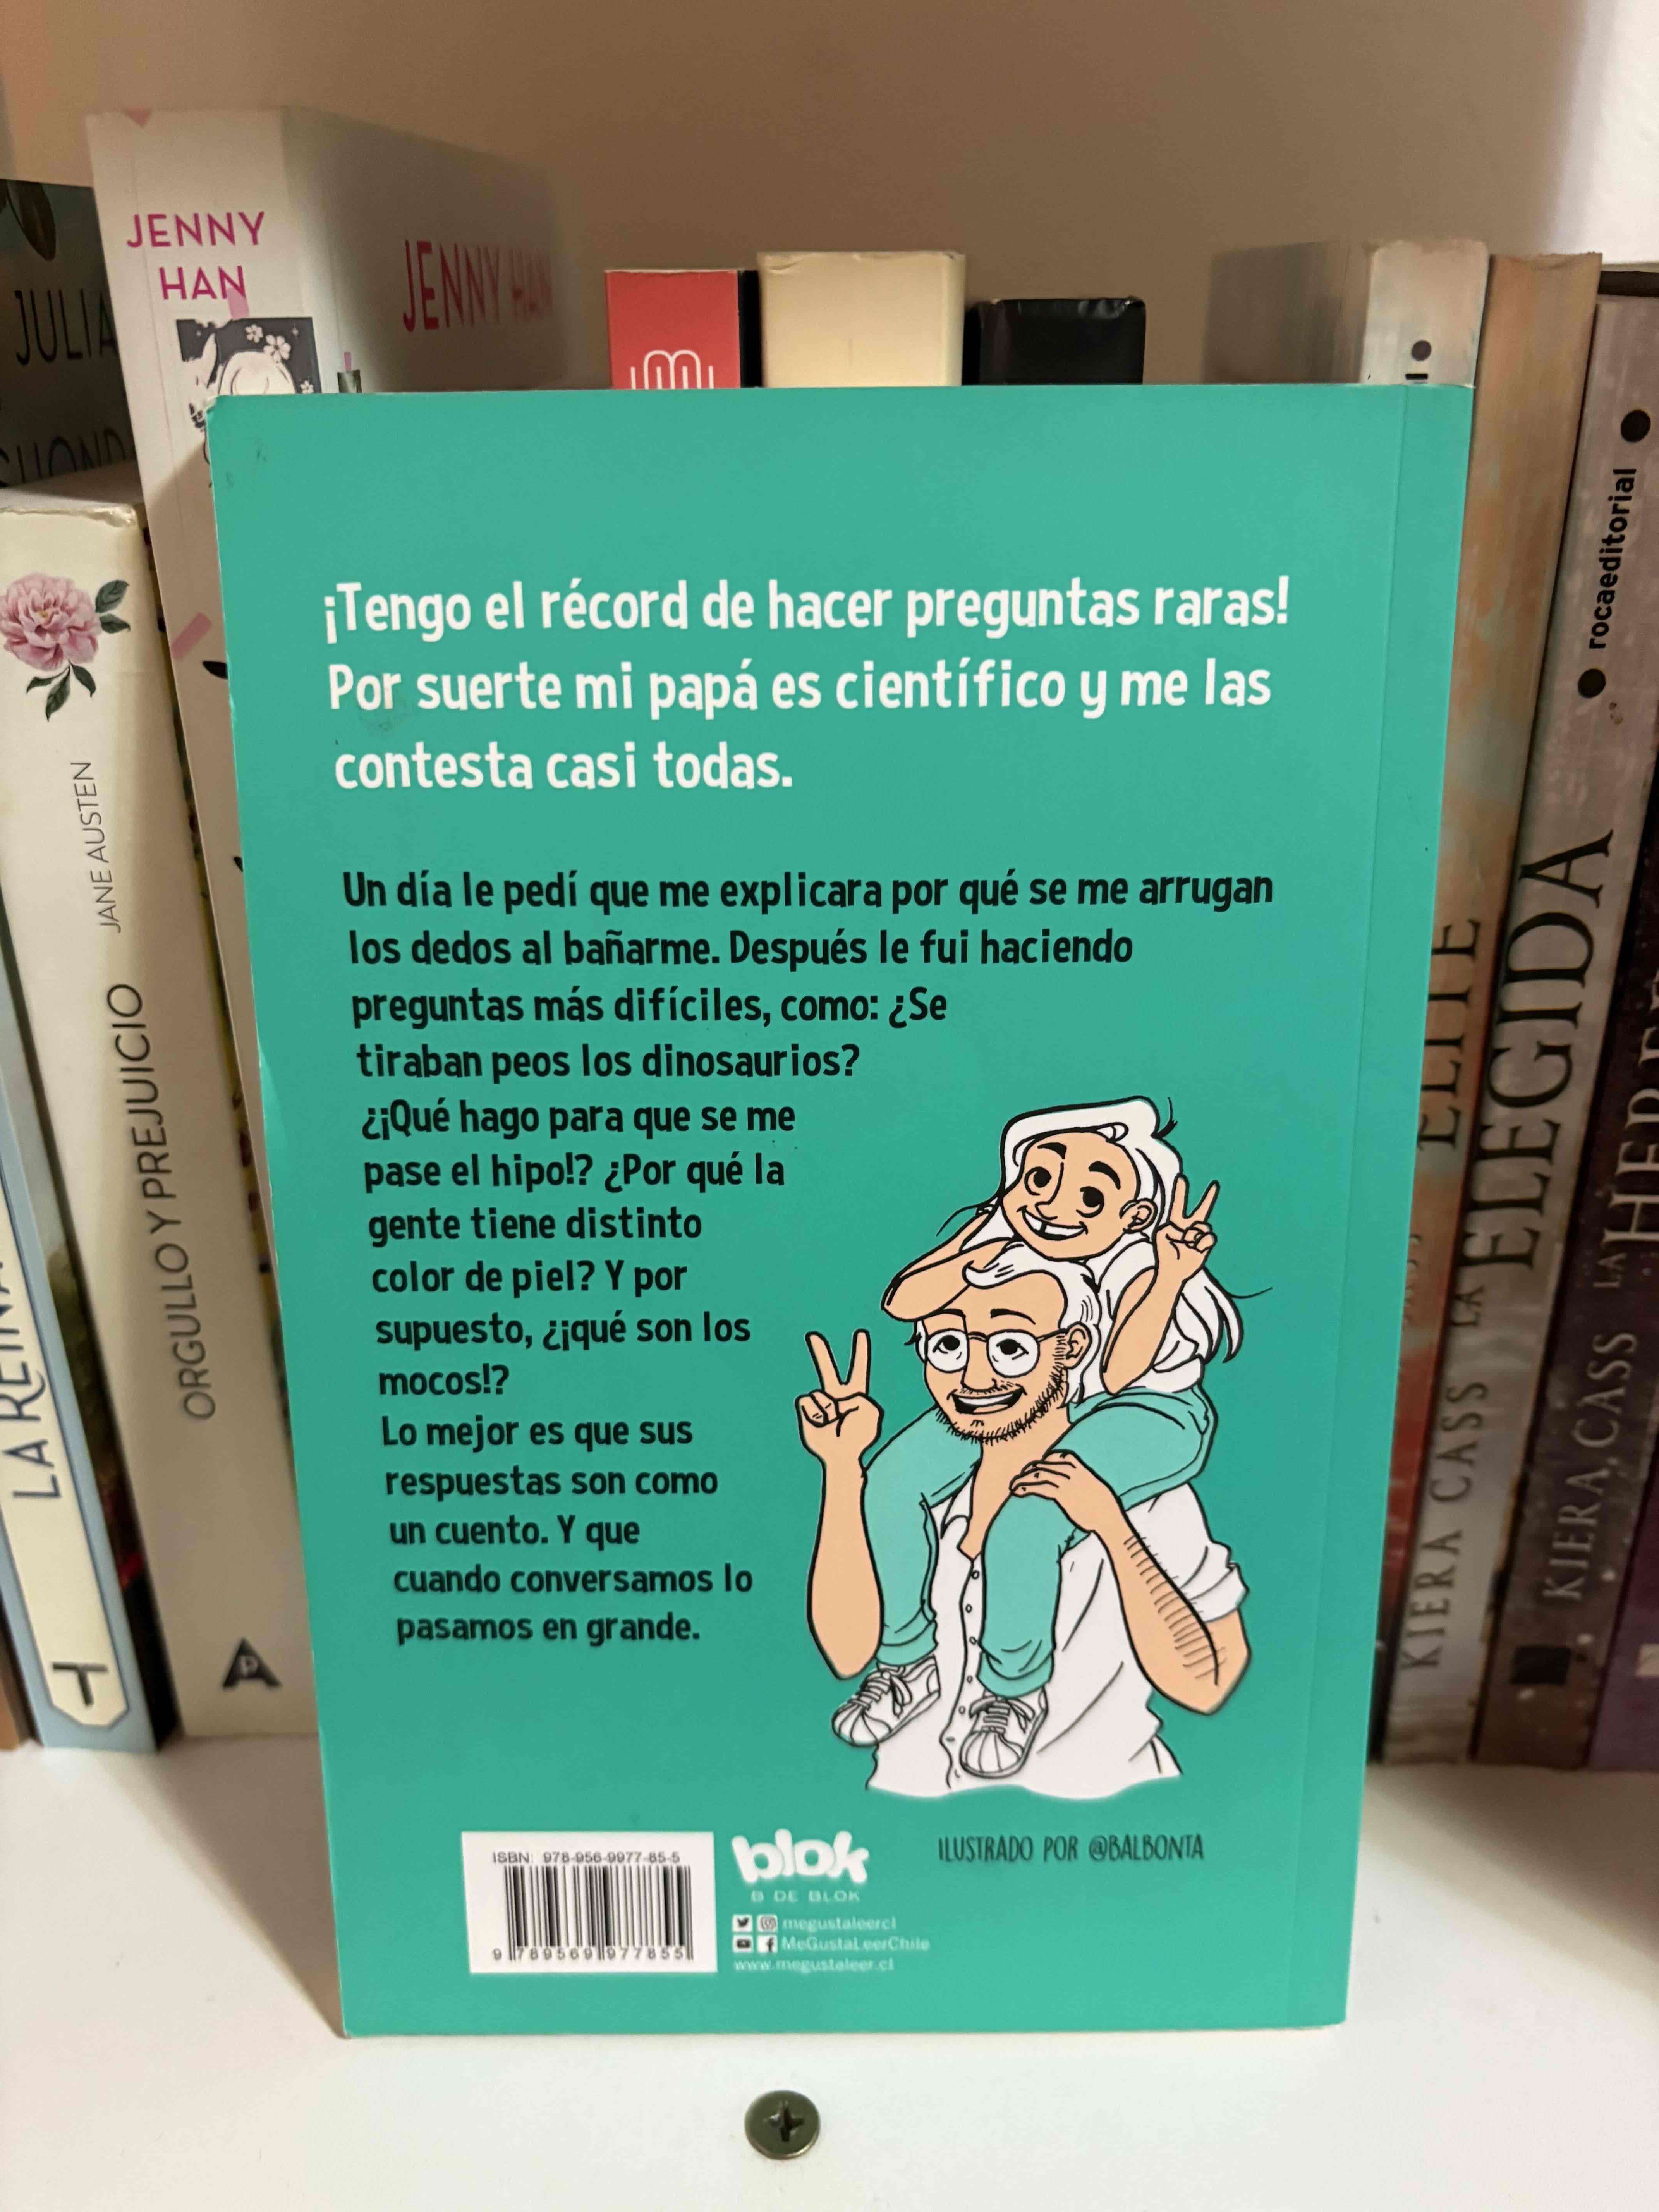 JULIA
JENNY
HAN
JENNY HAN
JANE AUSTEN
ORGULLO Y PREJUICIO
LA REINA
¡Tengo el récord de hacer preguntas raras!
Por suerte mi papá es científico y me las
contesta casi todas.
Un día le pedí que me explicara por qué se me arrugan
los dedos al bañarme. Después le fui haciendo
preguntas más difíciles, como: ¿Se
tiraban peos los dinosaurios?
¿¡Qué hago para que se me
pase el hipo!? ¿Por qué la
gente tiene distinto
color de piel? Y por
supuesto, ¿¡qué son los
mocos!?
Lo mejor es que sus
respuestas son como
un cuento. Y que
cuando conversamos lo
pasamos en grande.
ISBN: 978-956-9977-85-5
9 789569 977855
blok
B DE BLOK
megustaleercl
MeGustaLeerChile
www.megustaleer.cl
ILUSTRADO POR @BALBONTA
KIERA CASS LA ELITE
KIERA CASS LA ELEGIDA
rocaeditorial
KIERA CASS LA